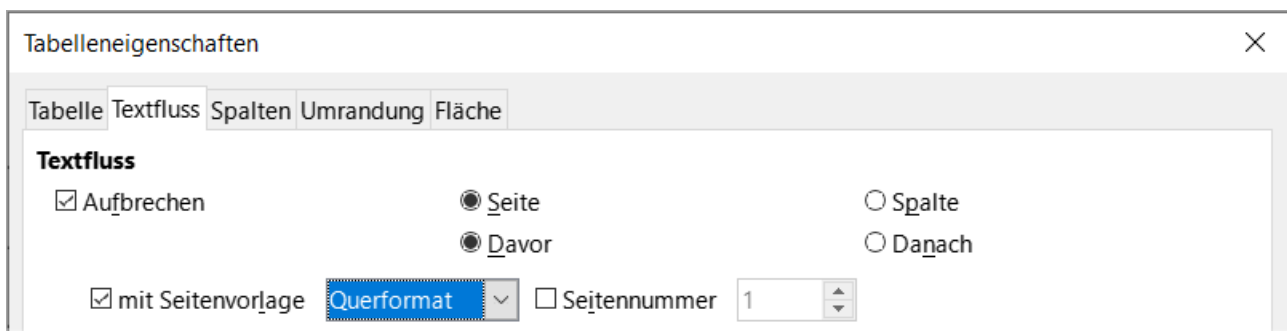 Tabelleneigenschaften
Tabelle Textfluss Spalten Umrandung Fläche
Textfluss
Aufbrechen Seite Spalte
Davor Danach
mit Seitenvorlage Querformat Seitennummer 1